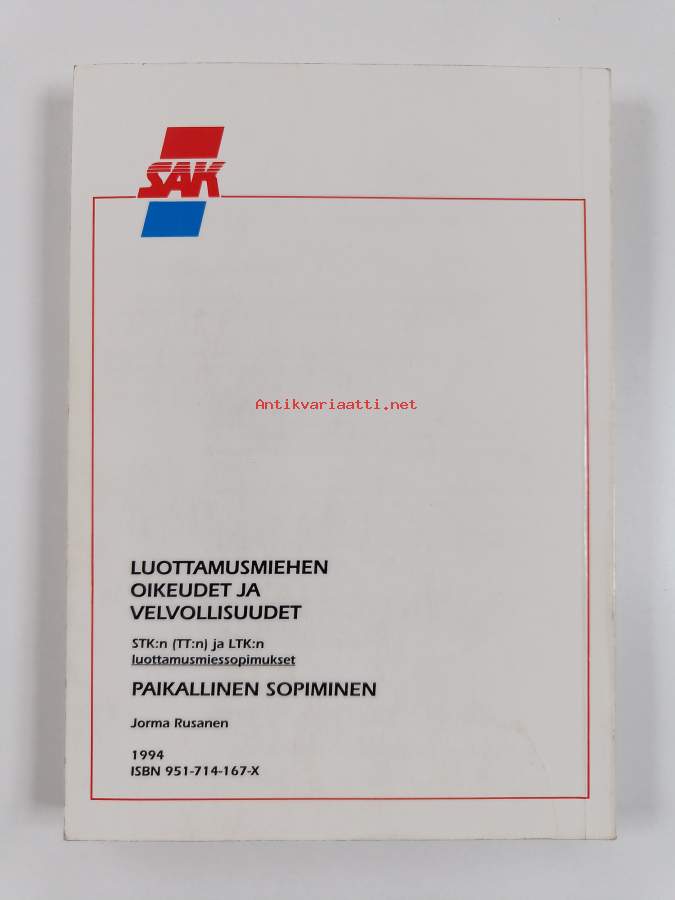 SAK
Antikvariaatti.net
LUOTTAMUSMIEHEN
OIKEUDET JA
VELVOLLISUUDET
STK:n (TT:n) ja LTK:n
luottamusmiessopimukset
PAIKALLINEN SOPIMINEN
Jorma Rusanen
1994
ISBN 951-714-167-X